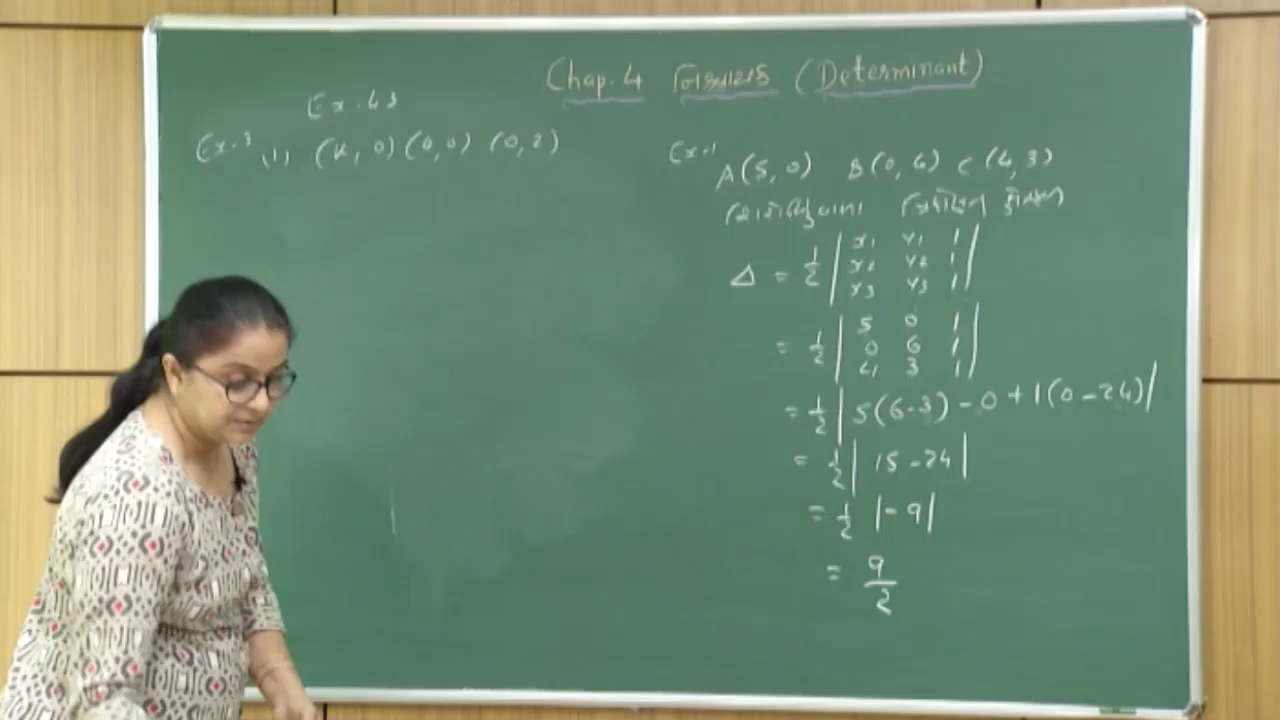 Chap. 4 નિશ્ચાયક (Determinant)
Ex. 4.3
Ex. 3 (1) (K, 0) (0, 0) (0, 2)
Ex. 1
A(5, 0) B(0, 6) C(4, 3)
Δ = 1/2 | x1 y1 1 |
| x2 y2 1 |
| x3 y3 1 |
= 1/2 | 5 0 1 |
| 0 6 1 |
| 4 3 1 |
= 1/2 | 5(6-3) - 0 + 1(0-24) |
= 1/2 | 15 - 24 |
= 1/2 | -9 |
= 9/2